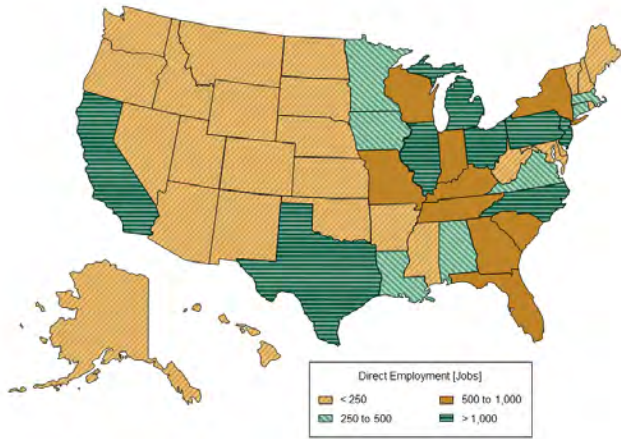 Direct Employment [Jobs]
< 250
500 to 1,000
250 to 500
> 1,000